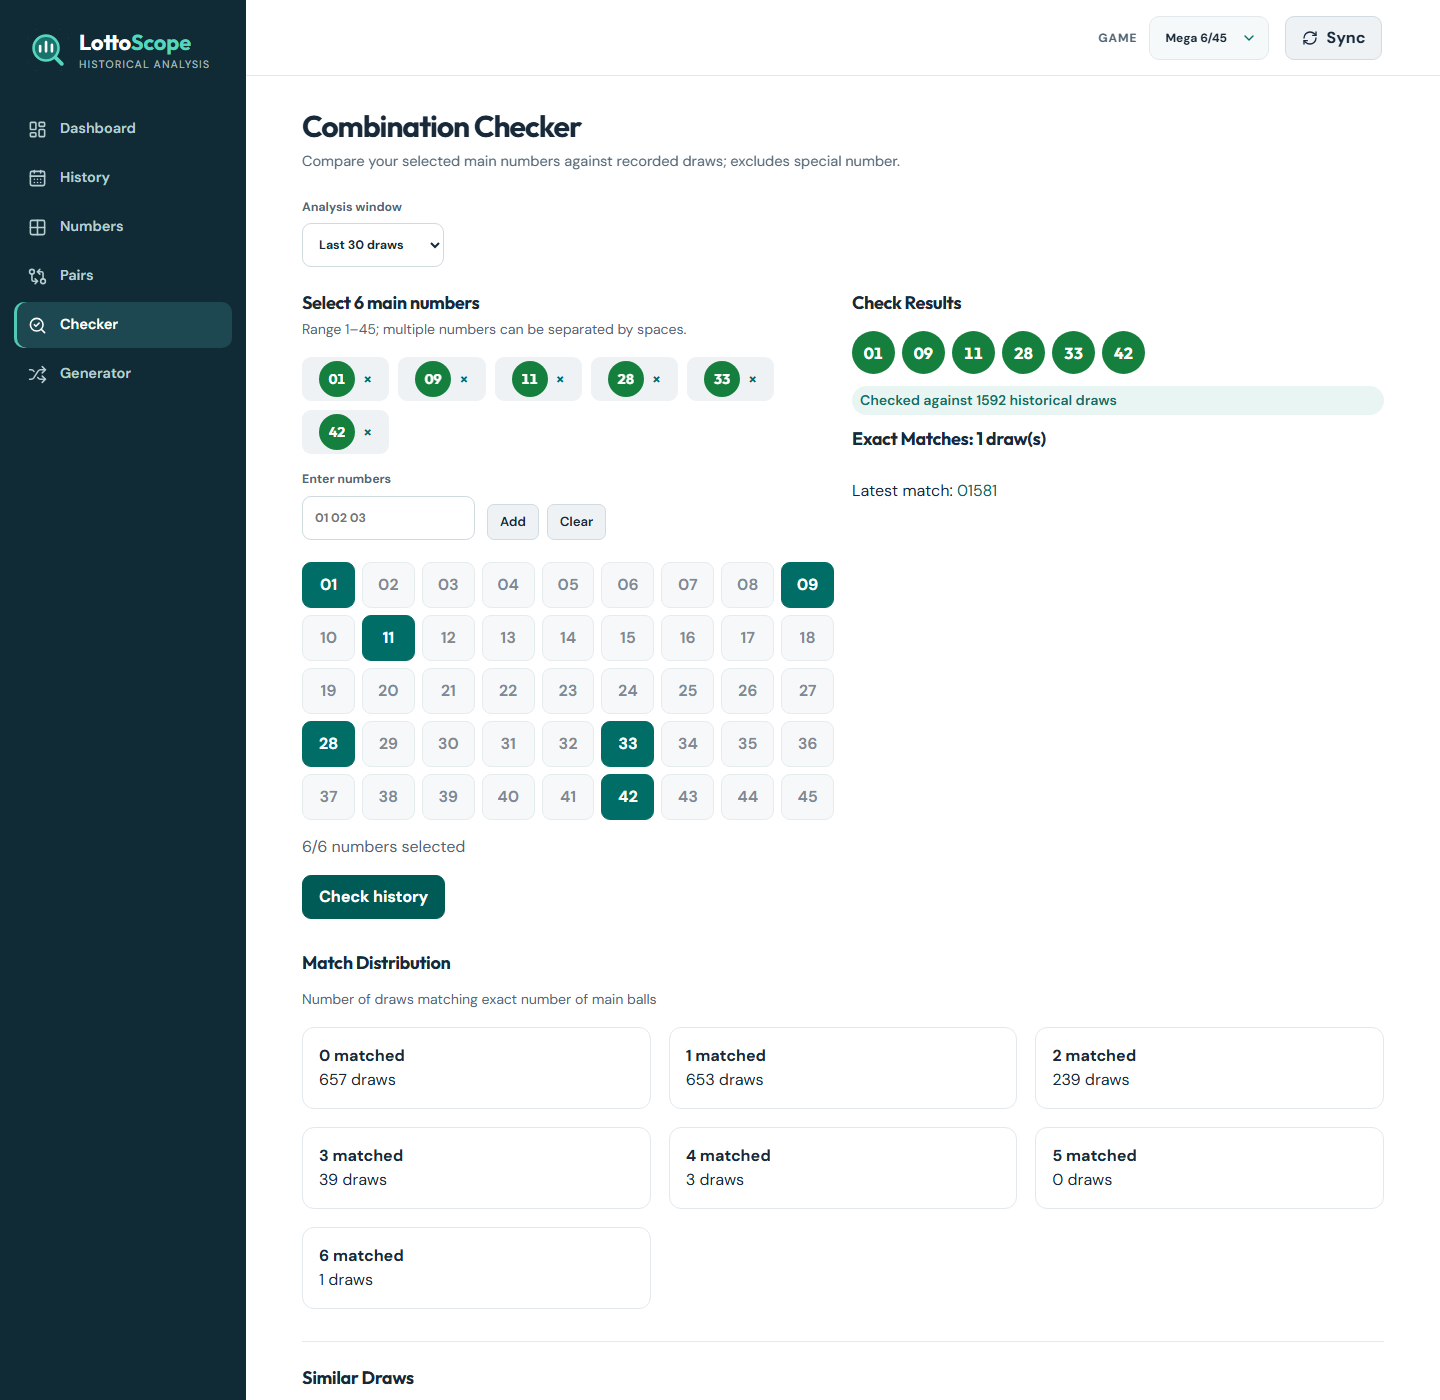 LottoScope
HISTORICAL ANALYSIS
Dashboard
History
Numbers
Pairs
Checker
Generator
GAME
Mega 6/45
Sync
Combination Checker
Compare your selected main numbers against recorded draws; excludes special number.
Analysis window
Last 30 draws
Select 6 main numbers
Range 1–45; multiple numbers can be separated by spaces.
01 × 09 × 11 × 28 × 33 ×
42 ×
Enter numbers
01 02 03
Add
Clear
01 02 03 04 05 06 07 08 09
10 11 12 13 14 15 16 17 18
19 20 21 22 23 24 25 26 27
28 29 30 31 32 33 34 35 36
37 38 39 40 41 42 43 44 45
6/6 numbers selected
Check history
Check Results
01 09 11 28 33 42
Checked against 1592 historical draws
Exact Matches: 1 draw(s)
Latest match: 01581
Match Distribution
Number of draws matching exact number of main balls
0 matched
657 draws
1 matched
653 draws
2 matched
239 draws
3 matched
39 draws
4 matched
3 draws
5 matched
0 draws
6 matched
1 draws
Similar Draws